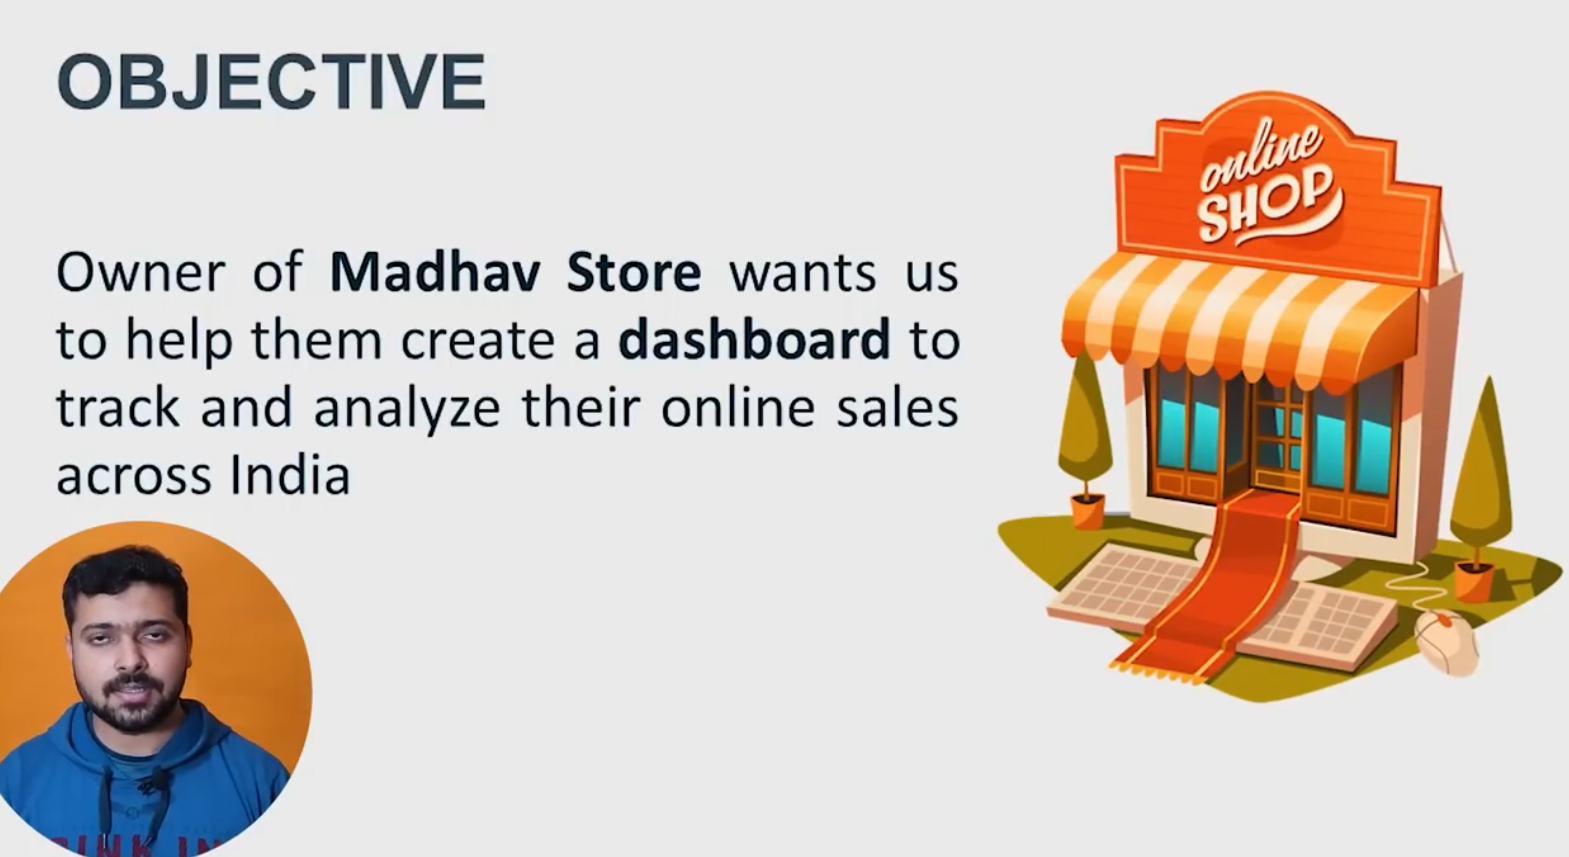 OBJECTIVE
Owner of Madhav Store wants us
to help them create a dashboard to
track and analyze their online sales
across India
online
SHOP